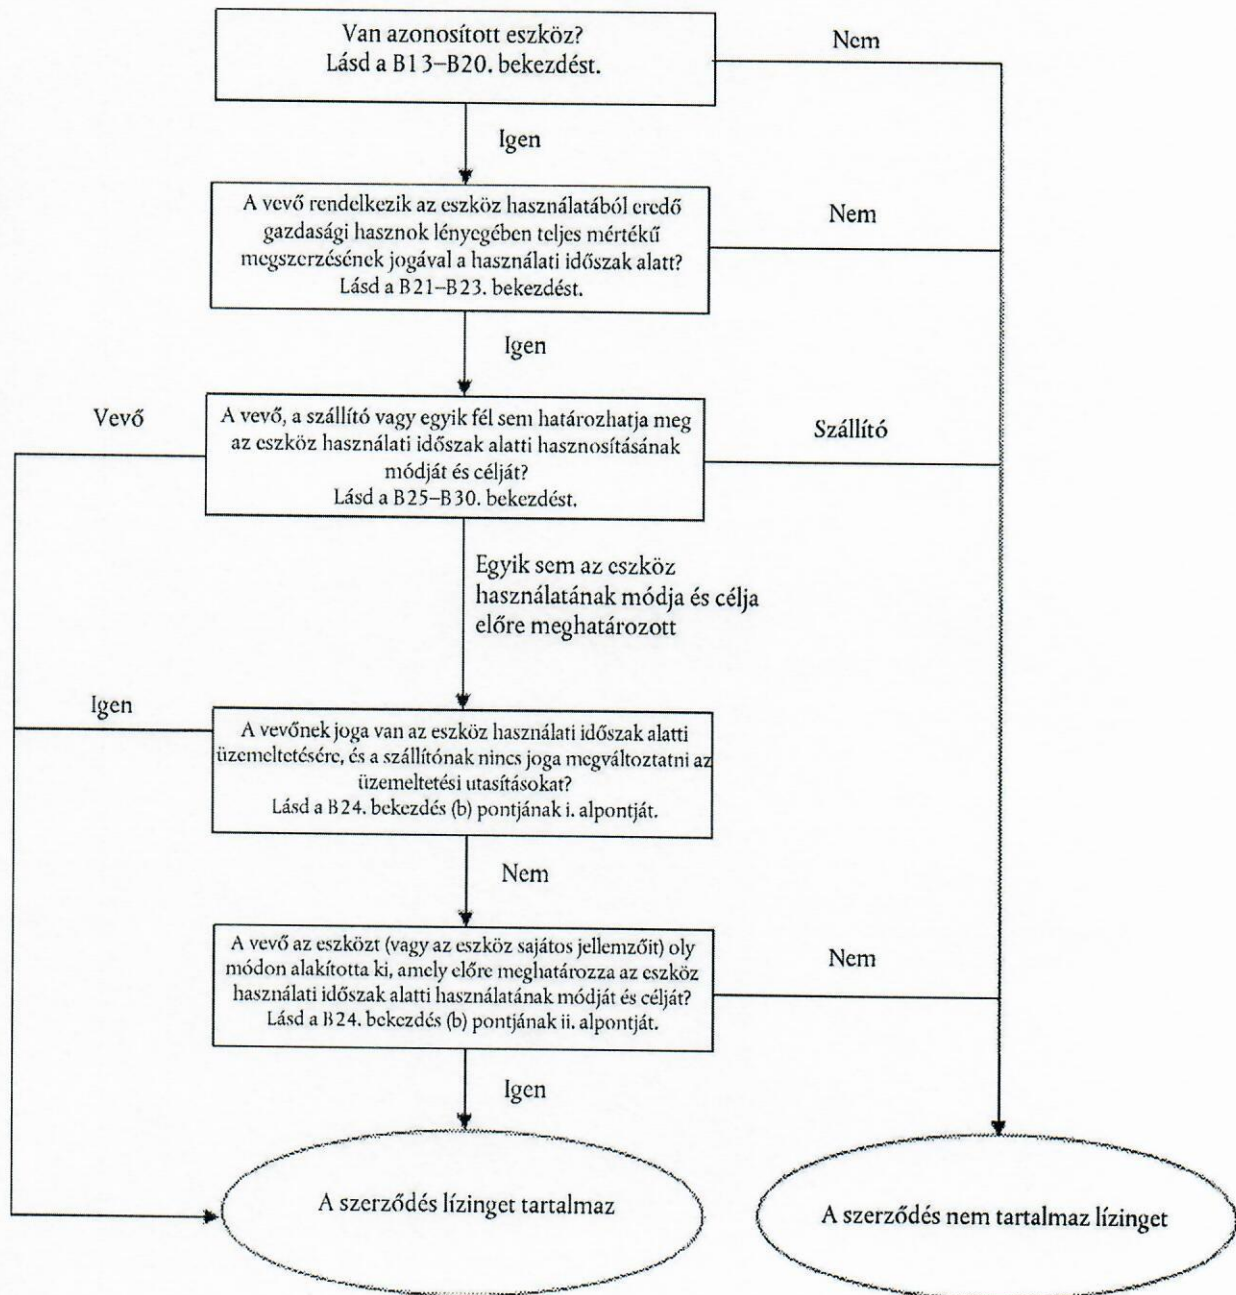 Van azonosított eszköz?
Lásd a B13–B20. bekezdést.
Nem
Igen
A vevő rendelkezik az eszköz használatából eredő
gazdasági hasznok lényegében teljes mértékű
megszerzésének jogával a használati időszak alatt?
Lásd a B21–B23. bekezdést.
Nem
Igen
Vevő
A vevő, a szállító vagy egyik fél sem határozhatja meg
az eszköz használati időszak alatti hasznosításának
módját és célját?
Lásd a B25–B30. bekezdést.
Szállító
Egyik sem az eszköz
használatának módja és célja
előre meghatározott
Igen
A vevőnek joga van az eszköz használati időszak alatti
üzemeltetésére, és a szállítónak nincs joga megváltoztatni az
üzemeltetési utasításokat?
Lásd a B24. bekezdés (b) pontjának i. alpontját.
Nem
A vevő az eszközt (vagy az eszköz sajátos jellemzőit) oly
módon alakította ki, amely előre meghatározza az eszköz
használati időszak alatti használatának módját és célját?
Lásd a B24. bekezdés (b) pontjának ii. alpontját.
Nem
Igen
A szerződés lízinget tartalmaz
A szerződés nem tartalmaz lízinget